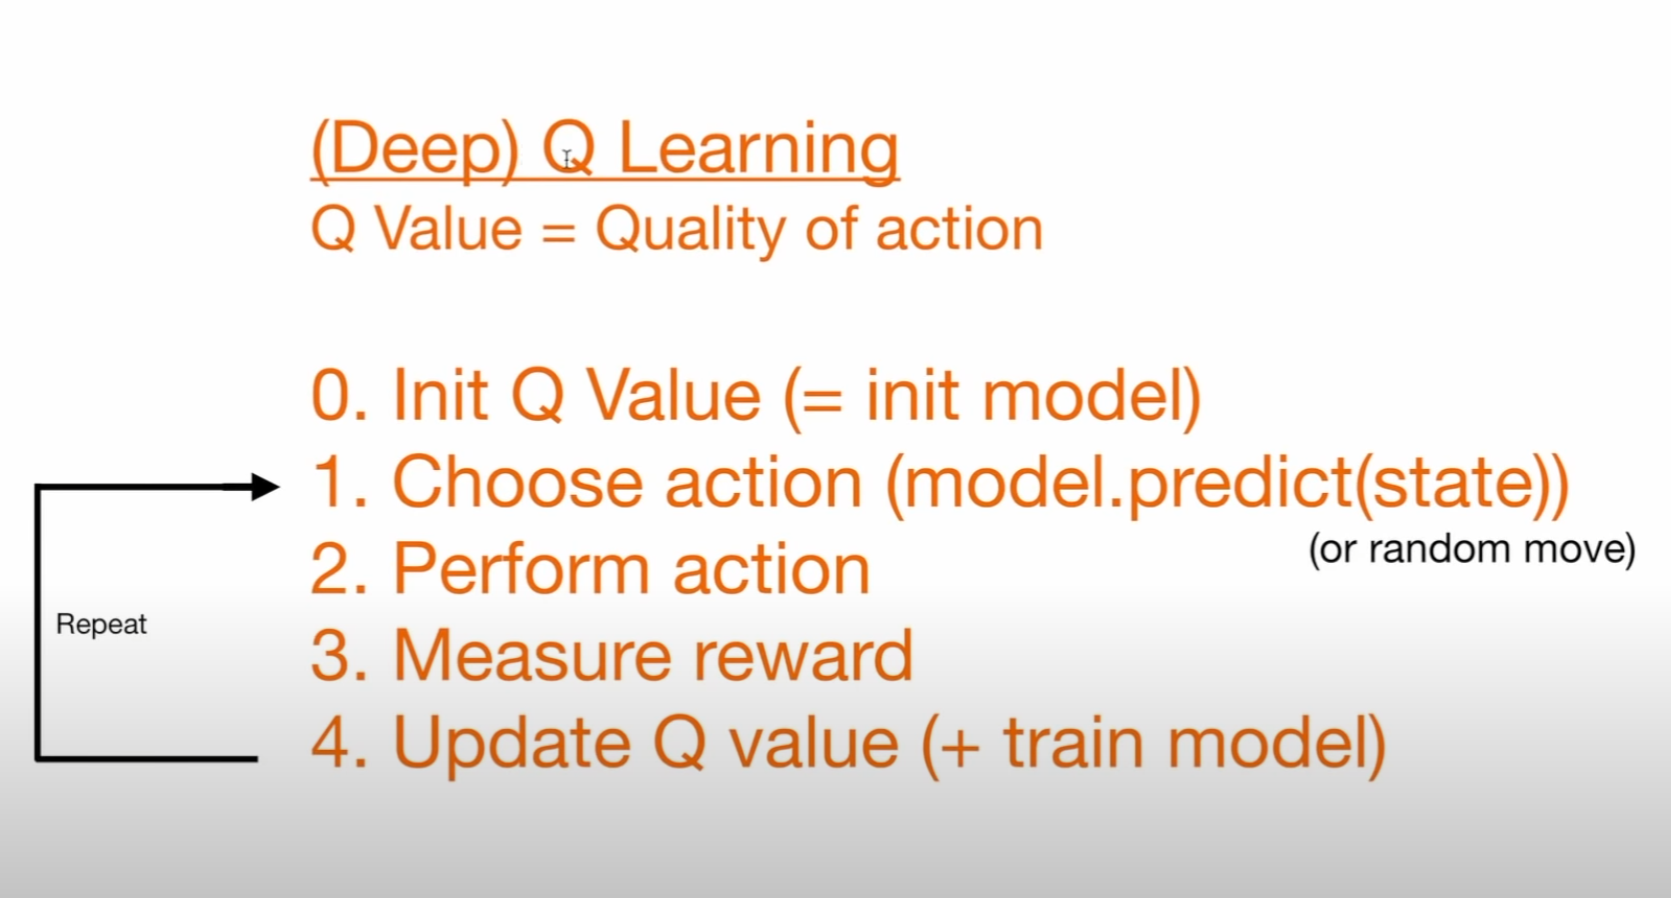 (Deep) Q Learning
Q Value = Quality of action
0. Init Q Value (= init model)
1. Choose action (model.predict(state))
(or random move)
2. Perform action
Repeat
3. Measure reward
4. Update Q value (+ train model)